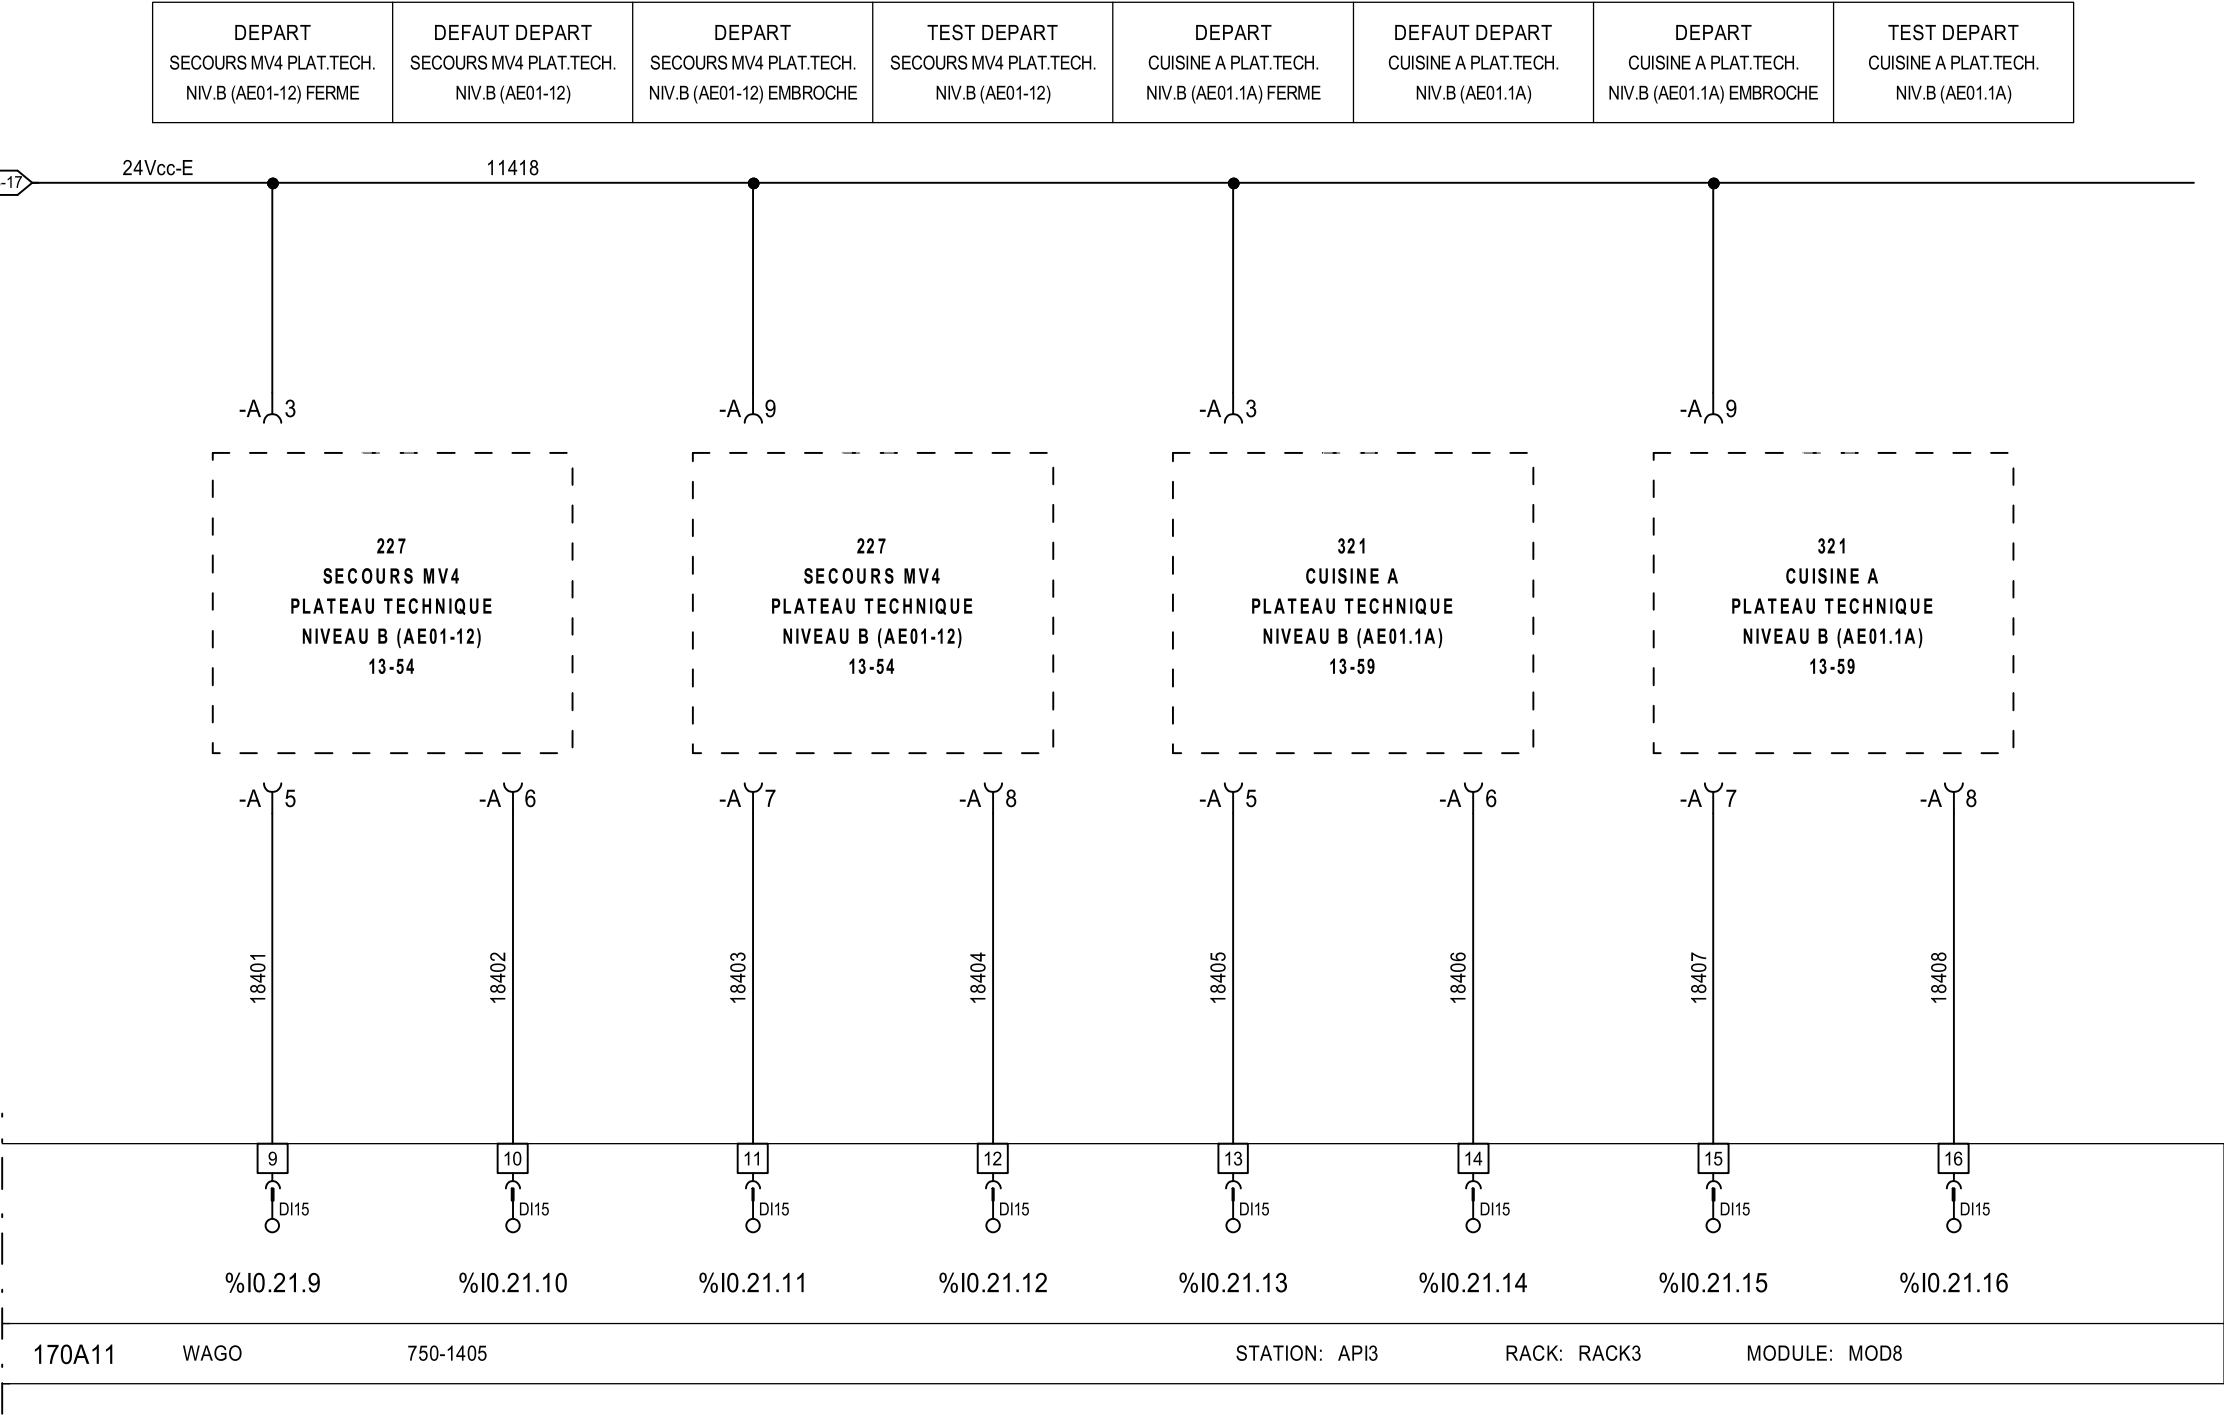 DEPART
SECOURS MV4 PLAT.TECH.
NIV.B (AE01-12) FERME
DEFAUT DEPART
SECOURS MV4 PLAT.TECH.
NIV.B (AE01-12)
DEPART
SECOURS MV4 PLAT.TECH.
NIV.B (AE01-12) EMBROCHE
TEST DEPART
SECOURS MV4 PLAT.TECH.
NIV.B (AE01-12)
DEPART
CUISINE A PLAT.TECH.
NIV.B (AE01.1A) FERME
DEFAUT DEPART
CUISINE A PLAT.TECH.
NIV.B (AE01.1A)
DEPART
CUISINE A PLAT.TECH.
NIV.B (AE01.1A) EMBROCHE
TEST DEPART
CUISINE A PLAT.TECH.
NIV.B (AE01.1A)
-17 24Vcc-E 11418
-A 3 -A 9 -A 3 -A 9
227
SECOURS MV4
PLATEAU TECHNIQUE
NIVEAU B (AE01-12)
13-54
227
SECOURS MV4
PLATEAU TECHNIQUE
NIVEAU B (AE01-12)
13-54
321
CUISINE A
PLATEAU TECHNIQUE
NIVEAU B (AE01.1A)
13-59
321
CUISINE A
PLATEAU TECHNIQUE
NIVEAU B (AE01.1A)
13-59
-A 5 -A 6 -A 7 -A 8 -A 5 -A 6 -A 7 -A 8
18401 18402 18403 18404 18405 18406 18407 18408
9 10 11 12 13 14 15 16
DI15 DI15 DI15 DI15 DI15 DI15 DI15 DI15
%I0.21.9 %I0.21.10 %I0.21.11 %I0.21.12 %I0.21.13 %I0.21.14 %I0.21.15 %I0.21.16
170A11 WAGO 750-1405 STATION: API3 RACK: RACK3 MODULE: MOD8